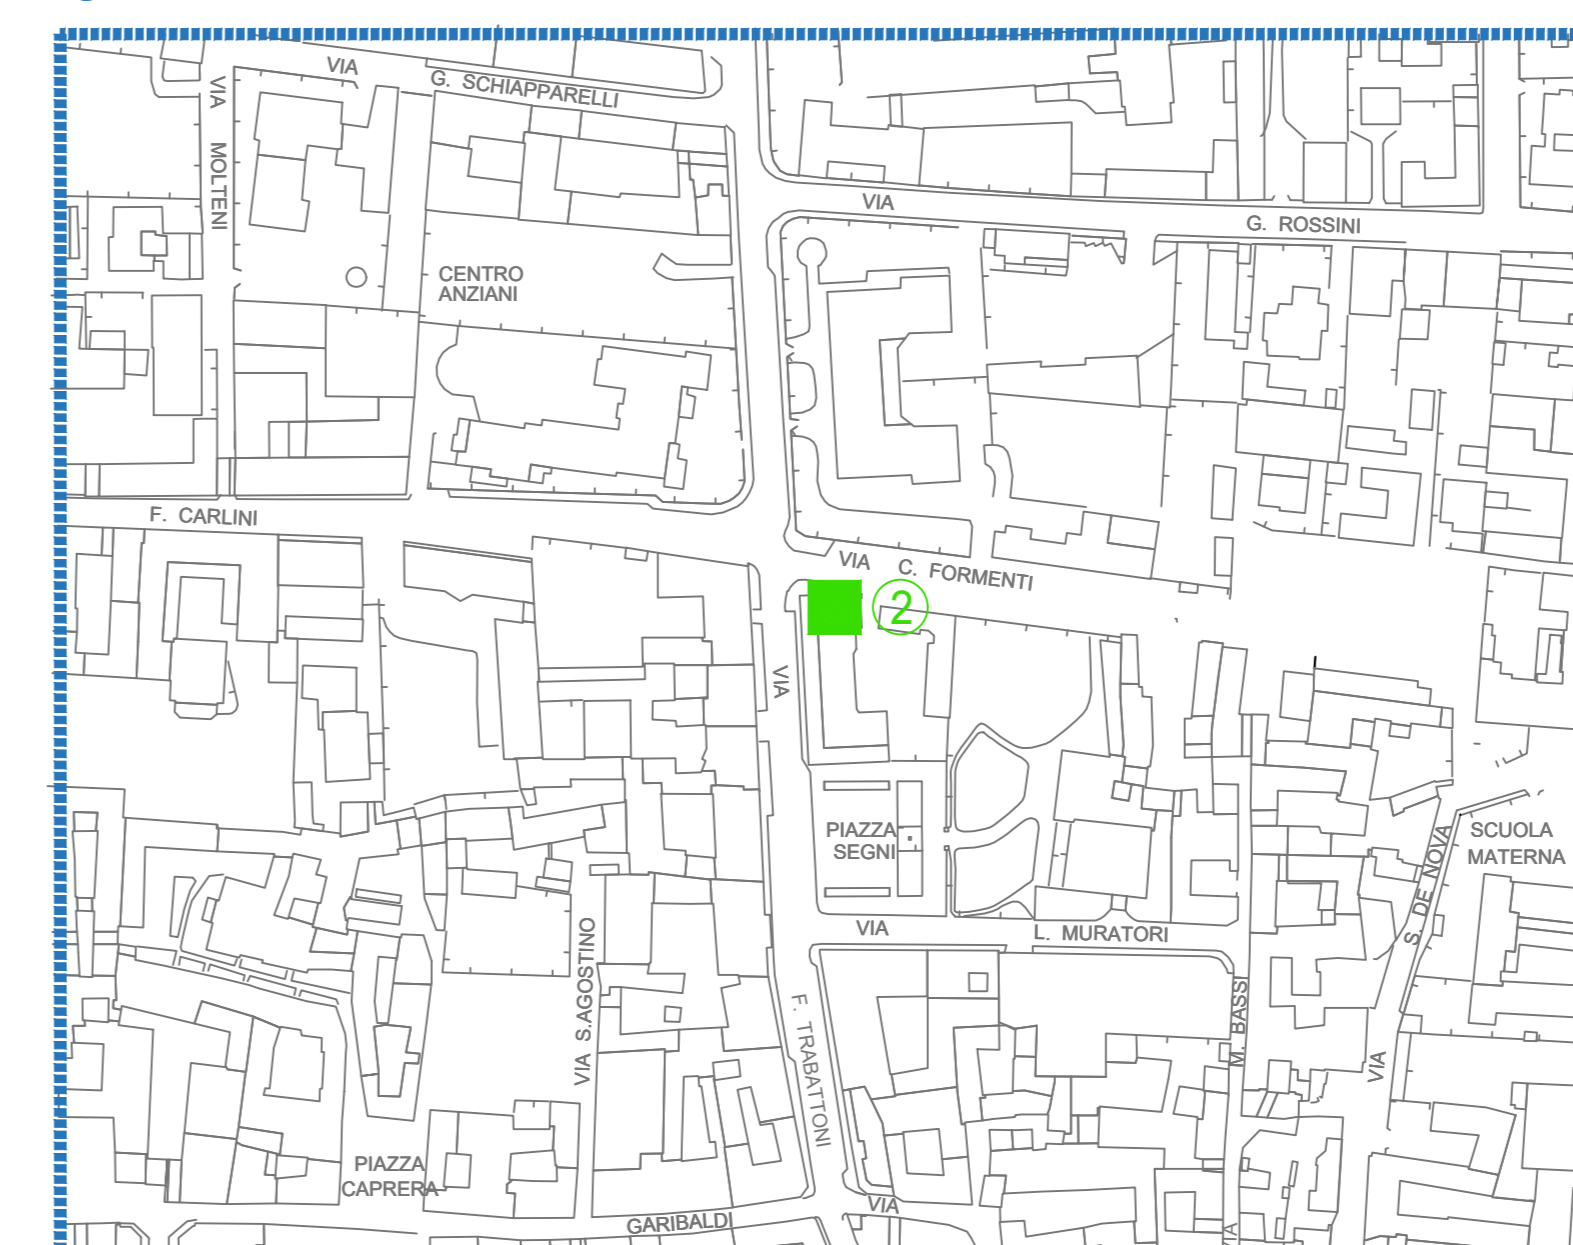 VIA
G. SCHIAPPARELLI
VIA MOLTENI
VIA
G. ROSSINI
CENTRO
ANZIANI
F. CARLINI
VIA C. FORMENTI
2
VIA
PIAZZA
SEGNI
SCUOLA
MATERNA
S. DE NOVA
VIA
L. MURATORI
VIA S.AGOSTINO
M. BASSI
F. TRABATTONI
VIA
PIAZZA
CAPRERA
VIA
GARIBALDI
VIA